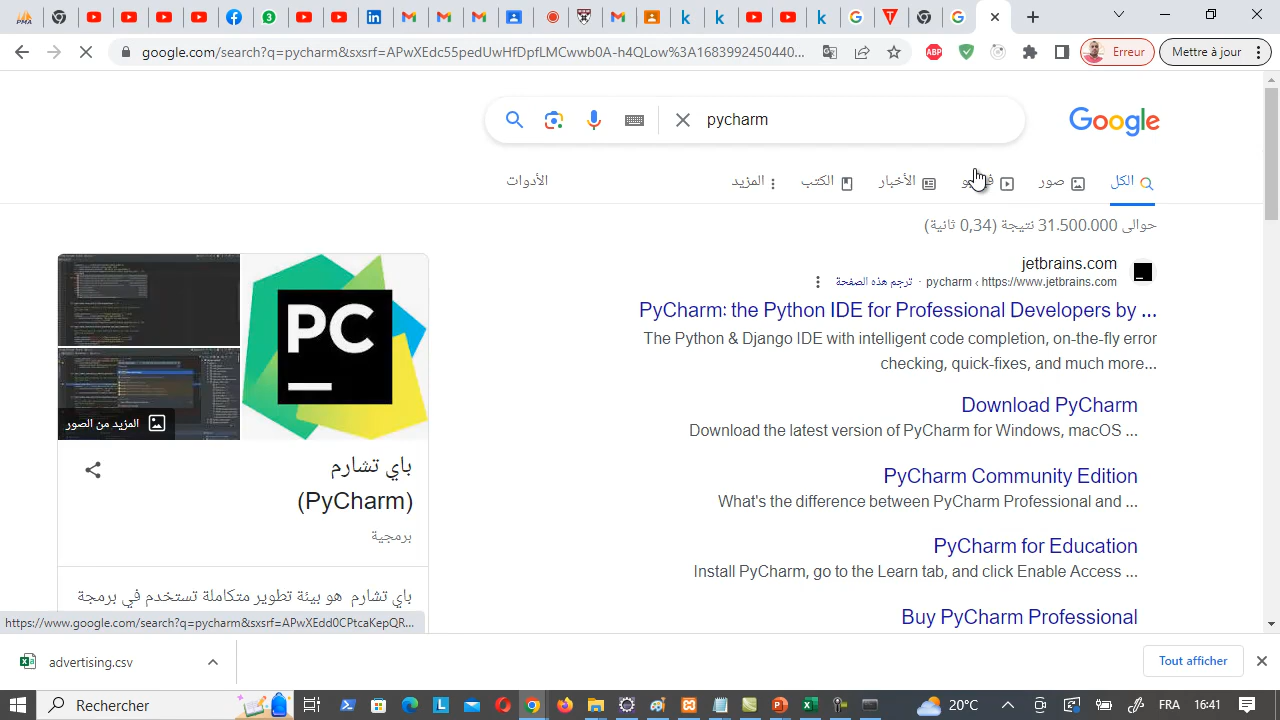 google.com/search?q=pycharm&sxsrf=APwXEdc55pedUwHfDpfLMCwwb0A-h4QLow%3A1683992450440...
ABP
Erreur
Mettre à jour
pycharm
Google
الكل
صور
الأخبار
الكتب
المزيد
الأدوات
حوالى 31.500.000 نتيجة (0,34 ثانية)
jetbrains.com
https://www.jetbrains.com › pycharm
PyCharm: the Python IDE for Professional Developers by ...
The Python & Django IDE with intelligent code completion, on-the-fly error
checking, quick-fixes, and much more...
Download PyCharm
Download the latest version of PyCharm for Windows, macOS ...
PyCharm Community Edition
What's the difference between PyCharm Professional and ...
PyCharm for Education
Install PyCharm, go to the Learn tab, and click Enable Access ...
Buy PyCharm Professional
PC
المزيد من الصور
باي تشارم
(PyCharm)
برمجية
باي تشارم هو بيئة تطوير متكاملة تستخدم في برمجة
https://www.google.com/search?q=pycharm&sxsrf=APwXEdd0CPtcaKepQR...
advertising.csv
Tout afficher
Rechercher
20°C
FRA
16:41